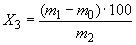 X₃ = (m₁ − m₀) · 100 / m₂